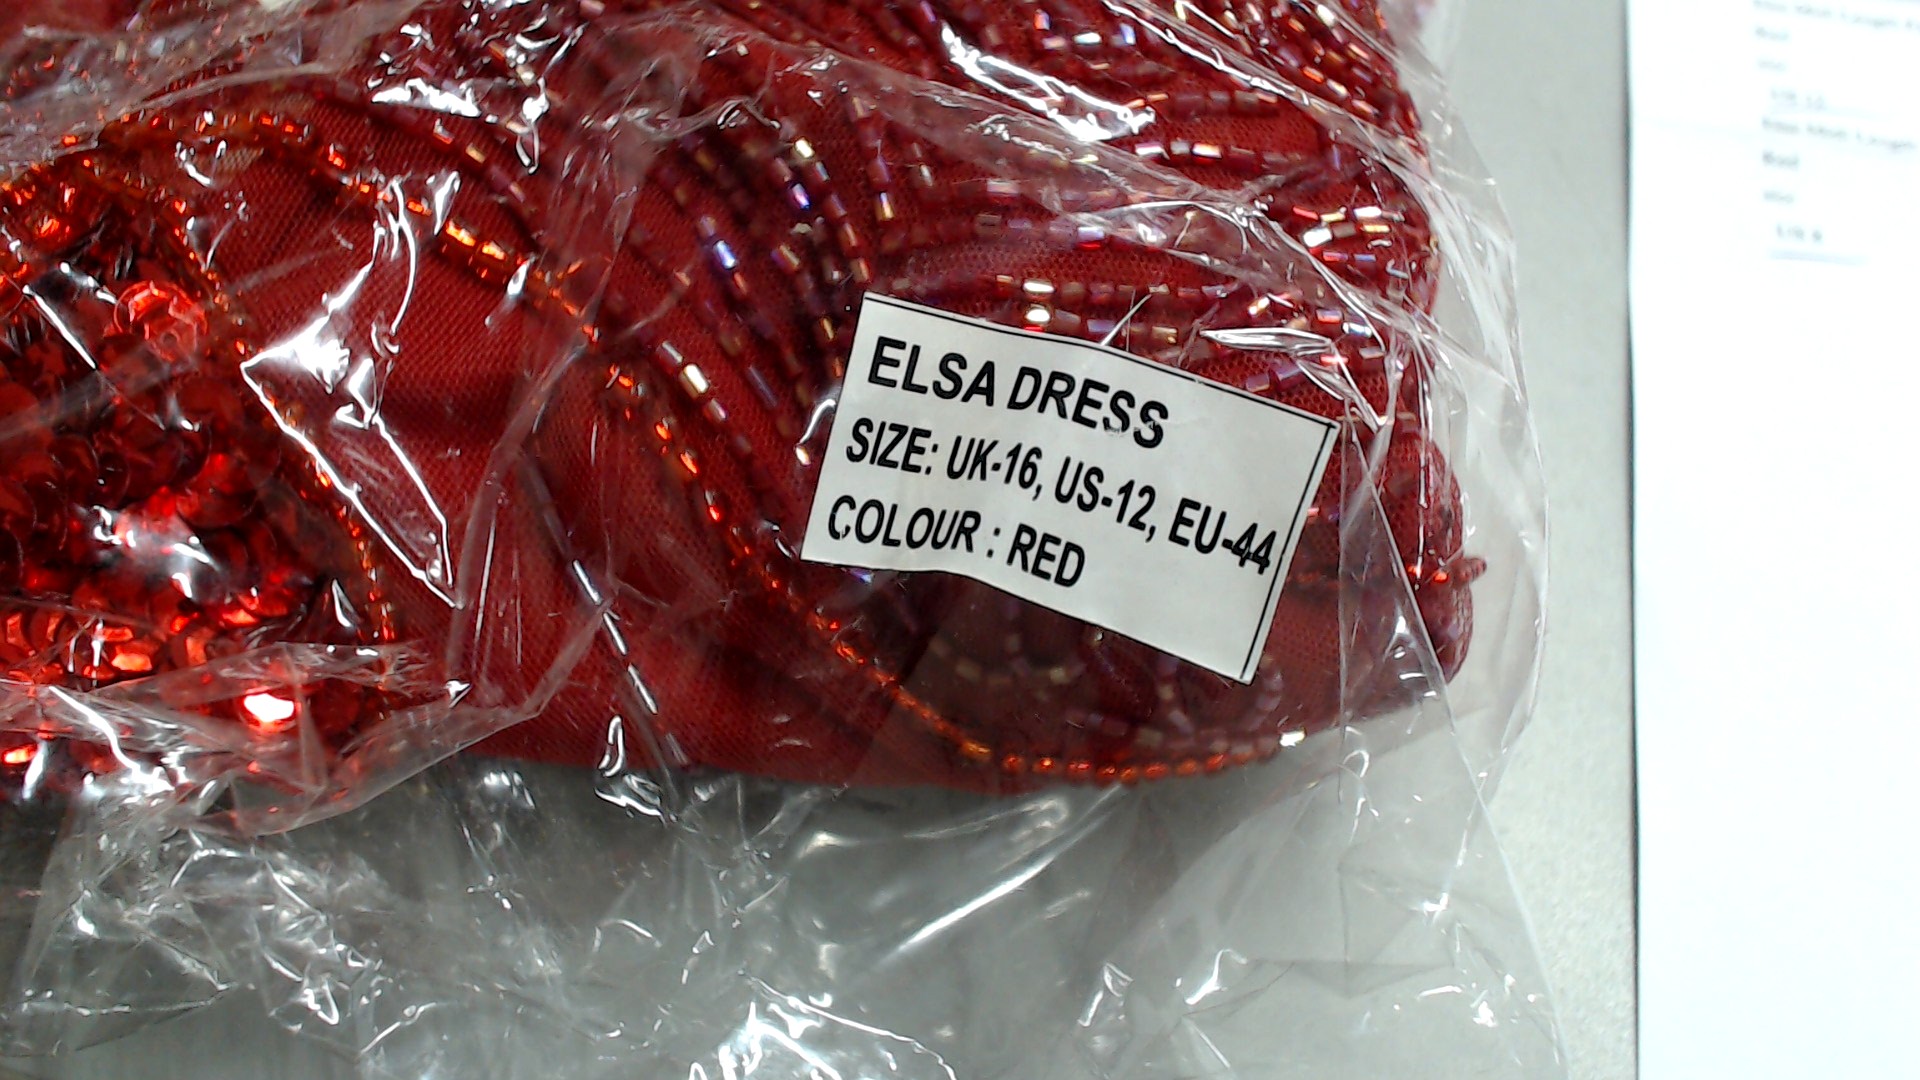 ELSA DRESS
SIZE: UK-16, US-12, EU-44
COLOUR : RED